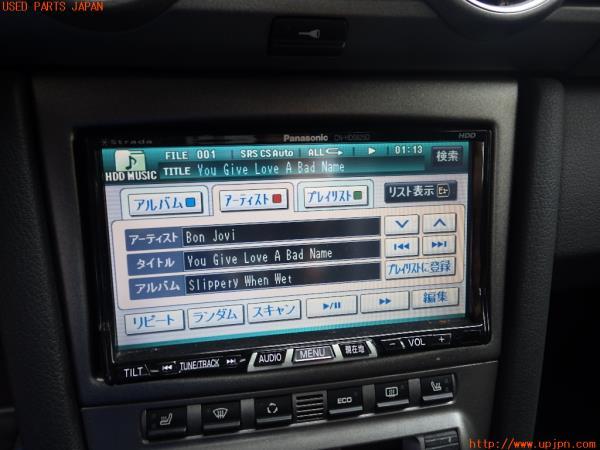 USED PARTS JAPAN
Strada Panasonic CN-HDS625D HDD
FILE 001 SRS CS Auto ALL 01:13 検索
HDD MUSIC TITLE You Give Love A Bad Name
アルバム アーティスト プレイリスト リスト表示
アーティスト Bon Jovi
タイトル You Give Love A Bad Name
アルバム Slippery When Wet
プレイリストに登録
リピート ランダム スキャン 編集
TILT TUNE/TRACK AUDIO MENU 現在地 - VOL +
ECO
http://www.upjpn.com